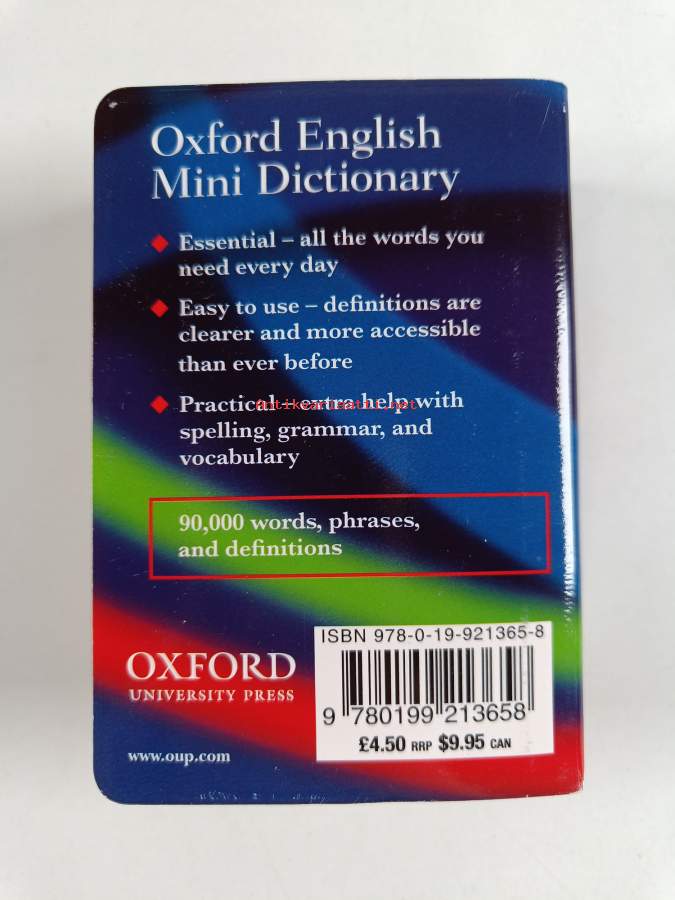 Oxford English
Mini Dictionary
Essential – all the words you
need every day
Easy to use – definitions are
clearer and more accessible
than ever before
Practical – extra help with
antikvariaatti.net
spelling, grammar, and
vocabulary
90,000 words, phrases,
and definitions
ISBN 978-0-19-921365-8
OXFORD
UNIVERSITY PRESS
9 780199 213658
£4.50 RRP $9.95 CAN
www.oup.com